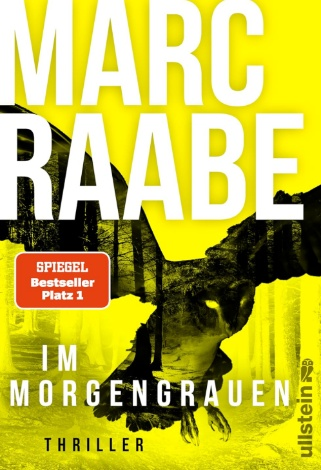 MARC
RAABE
SPIEGEL
Bestseller
Platz 1
IM
MORGENGRAUEN
THRILLER
ullstein